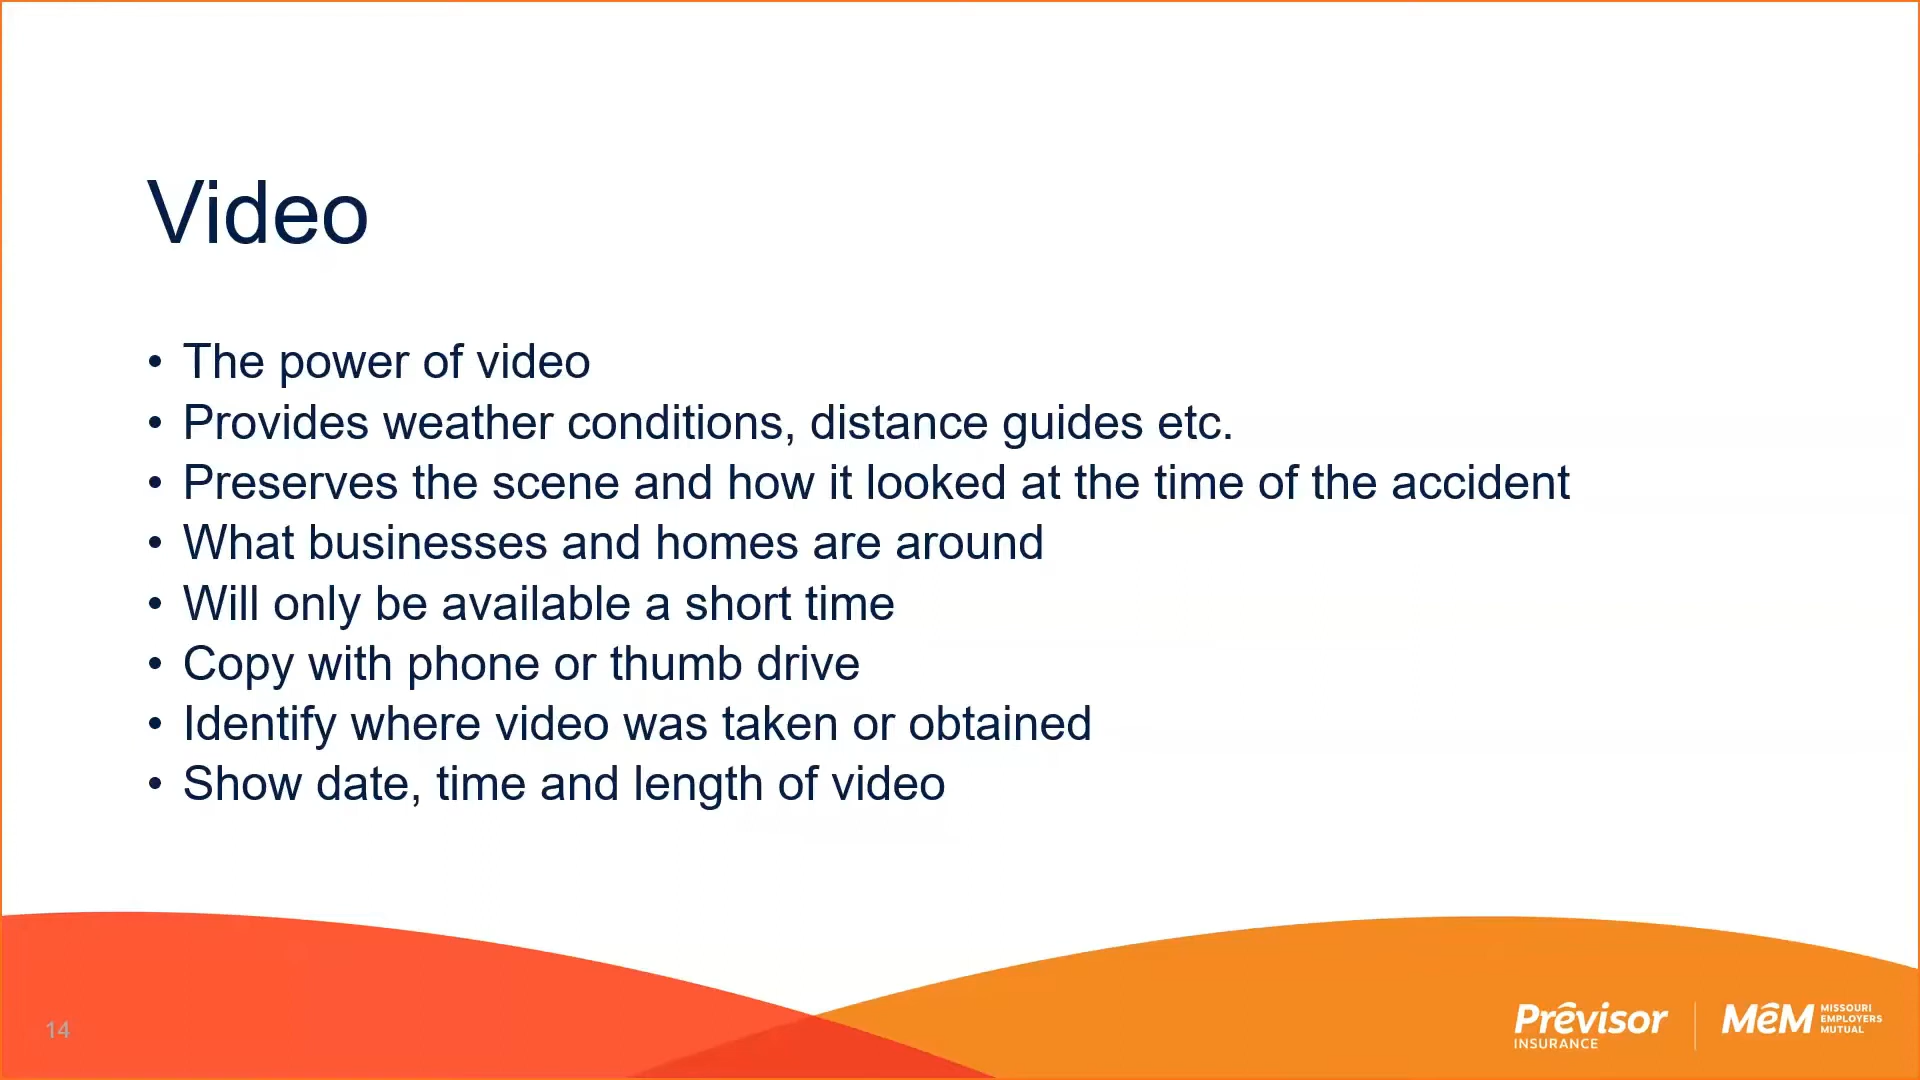 Video
• The power of video
• Provides weather conditions, distance guides etc.
• Preserves the scene and how it looked at the time of the accident
• What businesses and homes are around
• Will only be available a short time
• Copy with phone or thumb drive
• Identify where video was taken or obtained
• Show date, time and length of video
14
Prêvisor
INSURANCE
MêM
MISSOURI
EMPLOYERS
MUTUAL